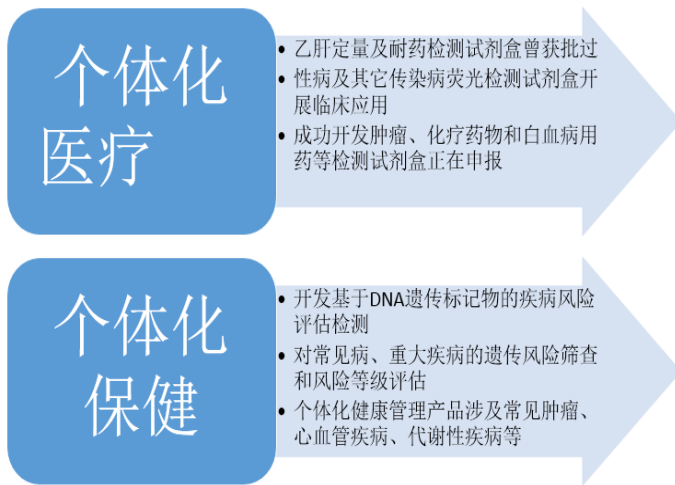 个体化
医疗
• 乙肝定量及耐药检测试剂盒曾获批过
• 性病及其它传染病荧光检测试剂盒开
展临床应用
• 成功开发肿瘤、化疗药物和白血病用
药等检测试剂盒正在申报
个体化
保健
• 开发基于DNA遗传标记物的疾病风险
评估检测
• 对常见病、重大疾病的遗传风险筛查
和风险等级评估
• 个体化健康管理产品涉及常见肿瘤、
心血管疾病、代谢性疾病等